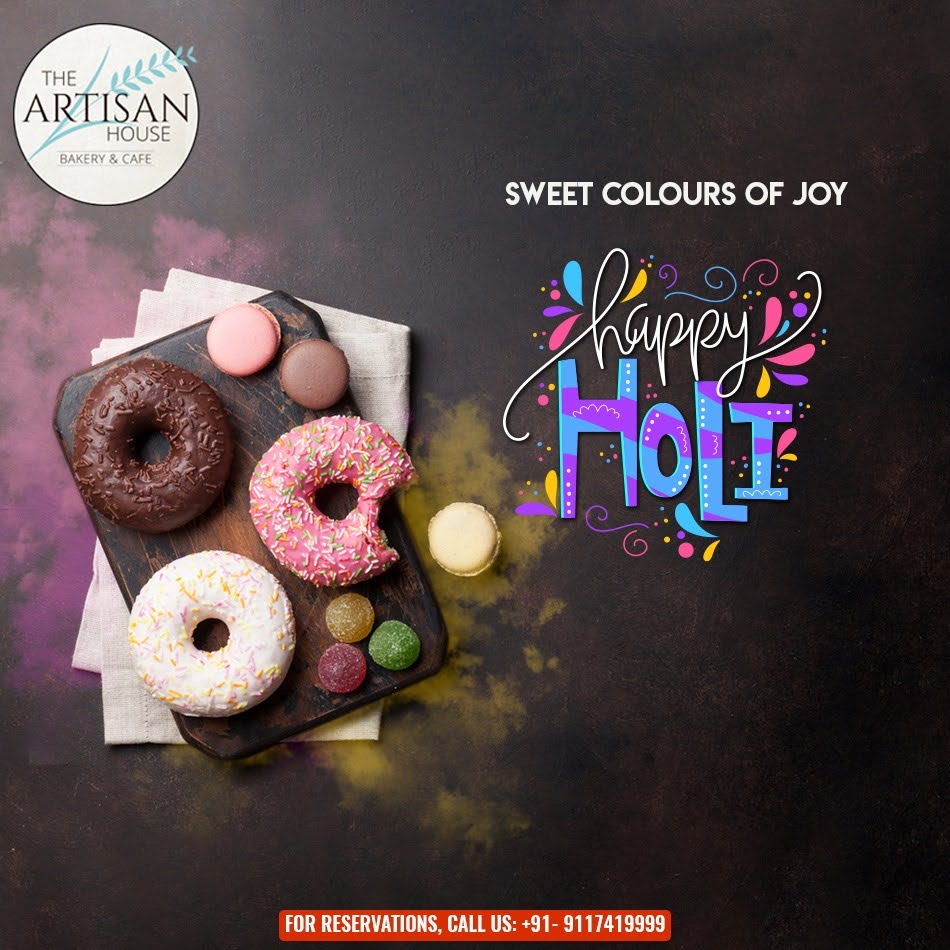 THE
ARTISAN
HOUSE
BAKERY & CAFE
SWEET COLOURS OF JOY
happy
HOLI
FOR RESERVATIONS, CALL US: +91- 9117419999